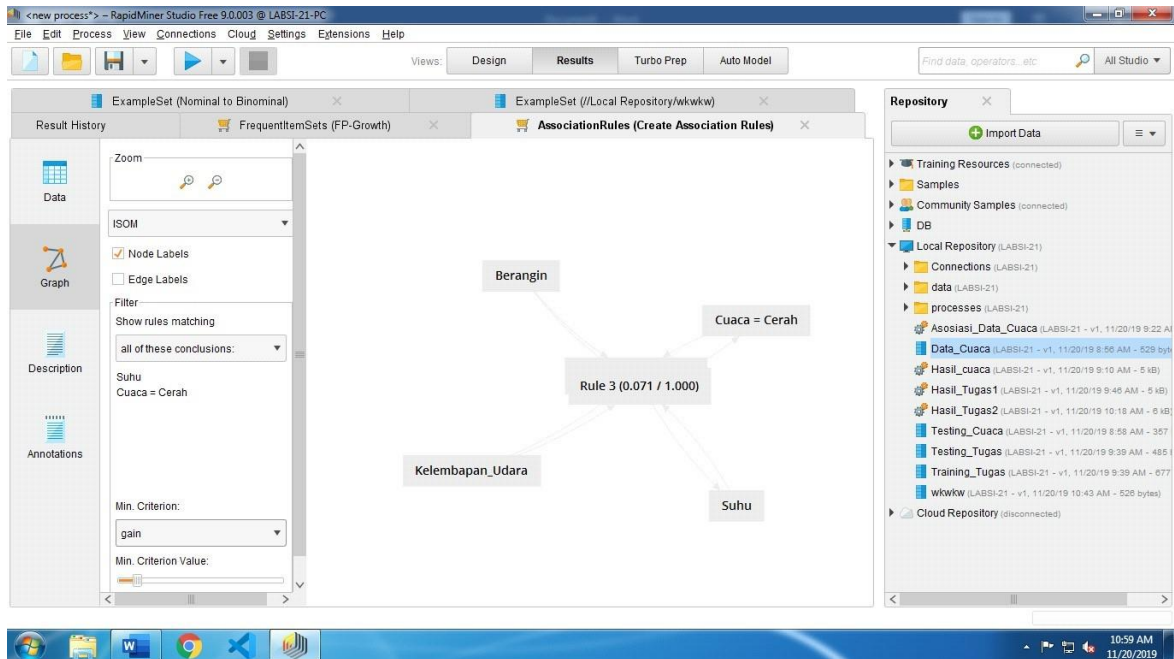 <new process*> – RapidMiner Studio Free 9.0.003 @ LABSI-21-PC
File Edit Process View Connections Cloud Settings Extensions Help
Views: Design Results Turbo Prep Auto Model Find data, operators...etc All Studio
ExampleSet (Nominal to Binominal) ExampleSet (//Local Repository/wkwkw)
Result History FrequentItemSets (FP-Growth) AssociationRules (Create Association Rules)
Data
Graph
Description
Annotations
Zoom
ISOM
Node Labels
Edge Labels
Filter
Show rules matching
all of these conclusions:
Suhu
Cuaca = Cerah
Min. Criterion:
gain
Min. Criterion Value:
Berangin
Cuaca = Cerah
Rule 3 (0.071 / 1.000)
Kelembapan_Udara
Suhu
Repository
Import Data
Training Resources (connected)
Samples
Community Samples (connected)
DB
Local Repository (LABSI-21)
Connections (LABSI-21)
data (LABSI-21)
processes (LABSI-21)
Asosiasi_Data_Cuaca (LABSI-21 - v1, 11/20/19 9:22 AM
Data_Cuaca (LABSI-21 - v1, 11/20/19 8:56 AM - 529 byt
Hasil_cuaca (LABSI-21 - v1, 11/20/19 9:10 AM - 5 kB)
Hasil_Tugas1 (LABSI-21 - v1, 11/20/19 9:46 AM - 5 kB)
Hasil_Tugas2 (LABSI-21 - v1, 11/20/19 10:18 AM - 6 kB)
Testing_Cuaca (LABSI-21 - v1, 11/20/19 8:58 AM - 357
Testing_Tugas (LABSI-21 - v1, 11/20/19 9:39 AM - 485
Training_Tugas (LABSI-21 - v1, 11/20/19 9:39 AM - 677
wkwkw (LABSI-21 - v1, 11/20/19 10:43 AM - 526 bytes)
Cloud Repository (disconnected)
10:59 AM
11/20/2019